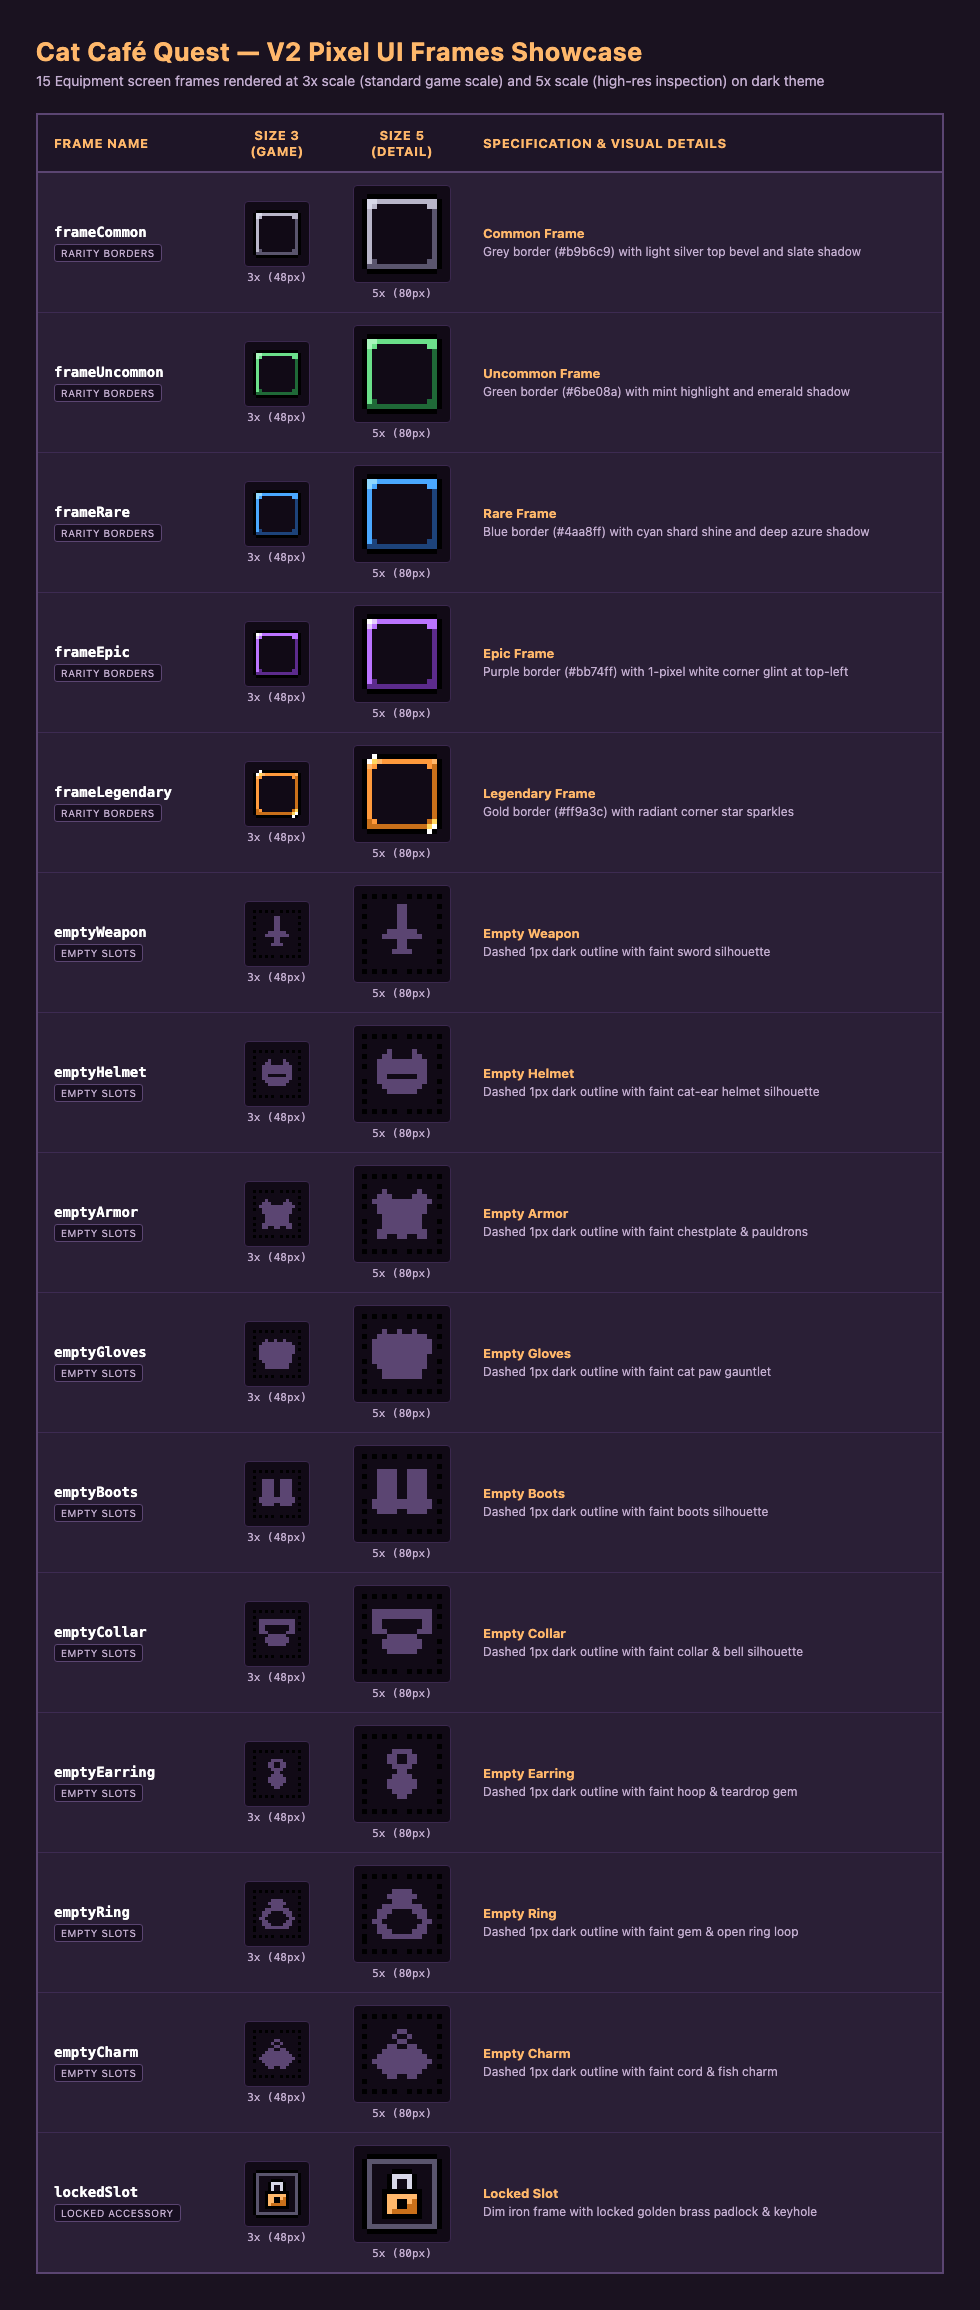 Cat Café Quest — V2 Pixel UI Frames Showcase
15 Equipment screen frames rendered at 3x scale (standard game scale) and 5x scale (high-res inspection) on dark theme
FRAME NAME
SIZE 3
(GAME)
SIZE 5
(DETAIL)
SPECIFICATION & VISUAL DETAILS
frameCommon
RARITY BORDERS
3x (48px)
5x (80px)
Common Frame
Grey border (#b9b6c9) with light silver top bevel and slate shadow
frameUncommon
RARITY BORDERS
3x (48px)
5x (80px)
Uncommon Frame
Green border (#6be08a) with mint highlight and emerald shadow
frameRare
RARITY BORDERS
3x (48px)
5x (80px)
Rare Frame
Blue border (#4aa8ff) with cyan shard shine and deep azure shadow
frameEpic
RARITY BORDERS
3x (48px)
5x (80px)
Epic Frame
Purple border (#bb74ff) with 1-pixel white corner glint at top-left
frameLegendary
RARITY BORDERS
3x (48px)
5x (80px)
Legendary Frame
Gold border (#ff9a3c) with radiant corner star sparkles
emptyWeapon
EMPTY SLOTS
3x (48px)
5x (80px)
Empty Weapon
Dashed 1px dark outline with faint sword silhouette
emptyHelmet
EMPTY SLOTS
3x (48px)
5x (80px)
Empty Helmet
Dashed 1px dark outline with faint cat-ear helmet silhouette
emptyArmor
EMPTY SLOTS
3x (48px)
5x (80px)
Empty Armor
Dashed 1px dark outline with faint chestplate & pauldrons
emptyGloves
EMPTY SLOTS
3x (48px)
5x (80px)
Empty Gloves
Dashed 1px dark outline with faint cat paw gauntlet
emptyBoots
EMPTY SLOTS
3x (48px)
5x (80px)
Empty Boots
Dashed 1px dark outline with faint boots silhouette
emptyCollar
EMPTY SLOTS
3x (48px)
5x (80px)
Empty Collar
Dashed 1px dark outline with faint collar & bell silhouette
emptyEarring
EMPTY SLOTS
3x (48px)
5x (80px)
Empty Earring
Dashed 1px dark outline with faint hoop & teardrop gem
emptyRing
EMPTY SLOTS
3x (48px)
5x (80px)
Empty Ring
Dashed 1px dark outline with faint gem & open ring loop
emptyCharm
EMPTY SLOTS
3x (48px)
5x (80px)
Empty Charm
Dashed 1px dark outline with faint cord & fish charm
lockedSlot
LOCKED ACCESSORY
3x (48px)
5x (80px)
Locked Slot
Dim iron frame with locked golden brass padlock & keyhole